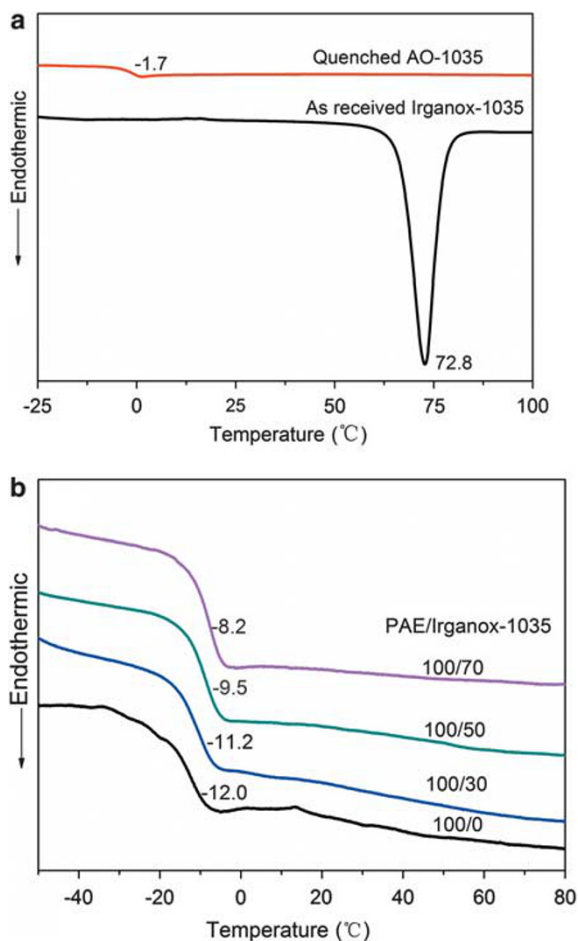 a
-1.7
Quenched AO-1035
As received Irganox-1035
Endothermic
72.8
-25 0 25 50 75 100
Temperature (℃)
b
-8.2
PAE/Irganox-1035
100/70
-9.5
100/50
-11.2
100/30
-12.0
100/0
Endothermic
-40 -20 0 20 40 60 80
Temperature (℃)